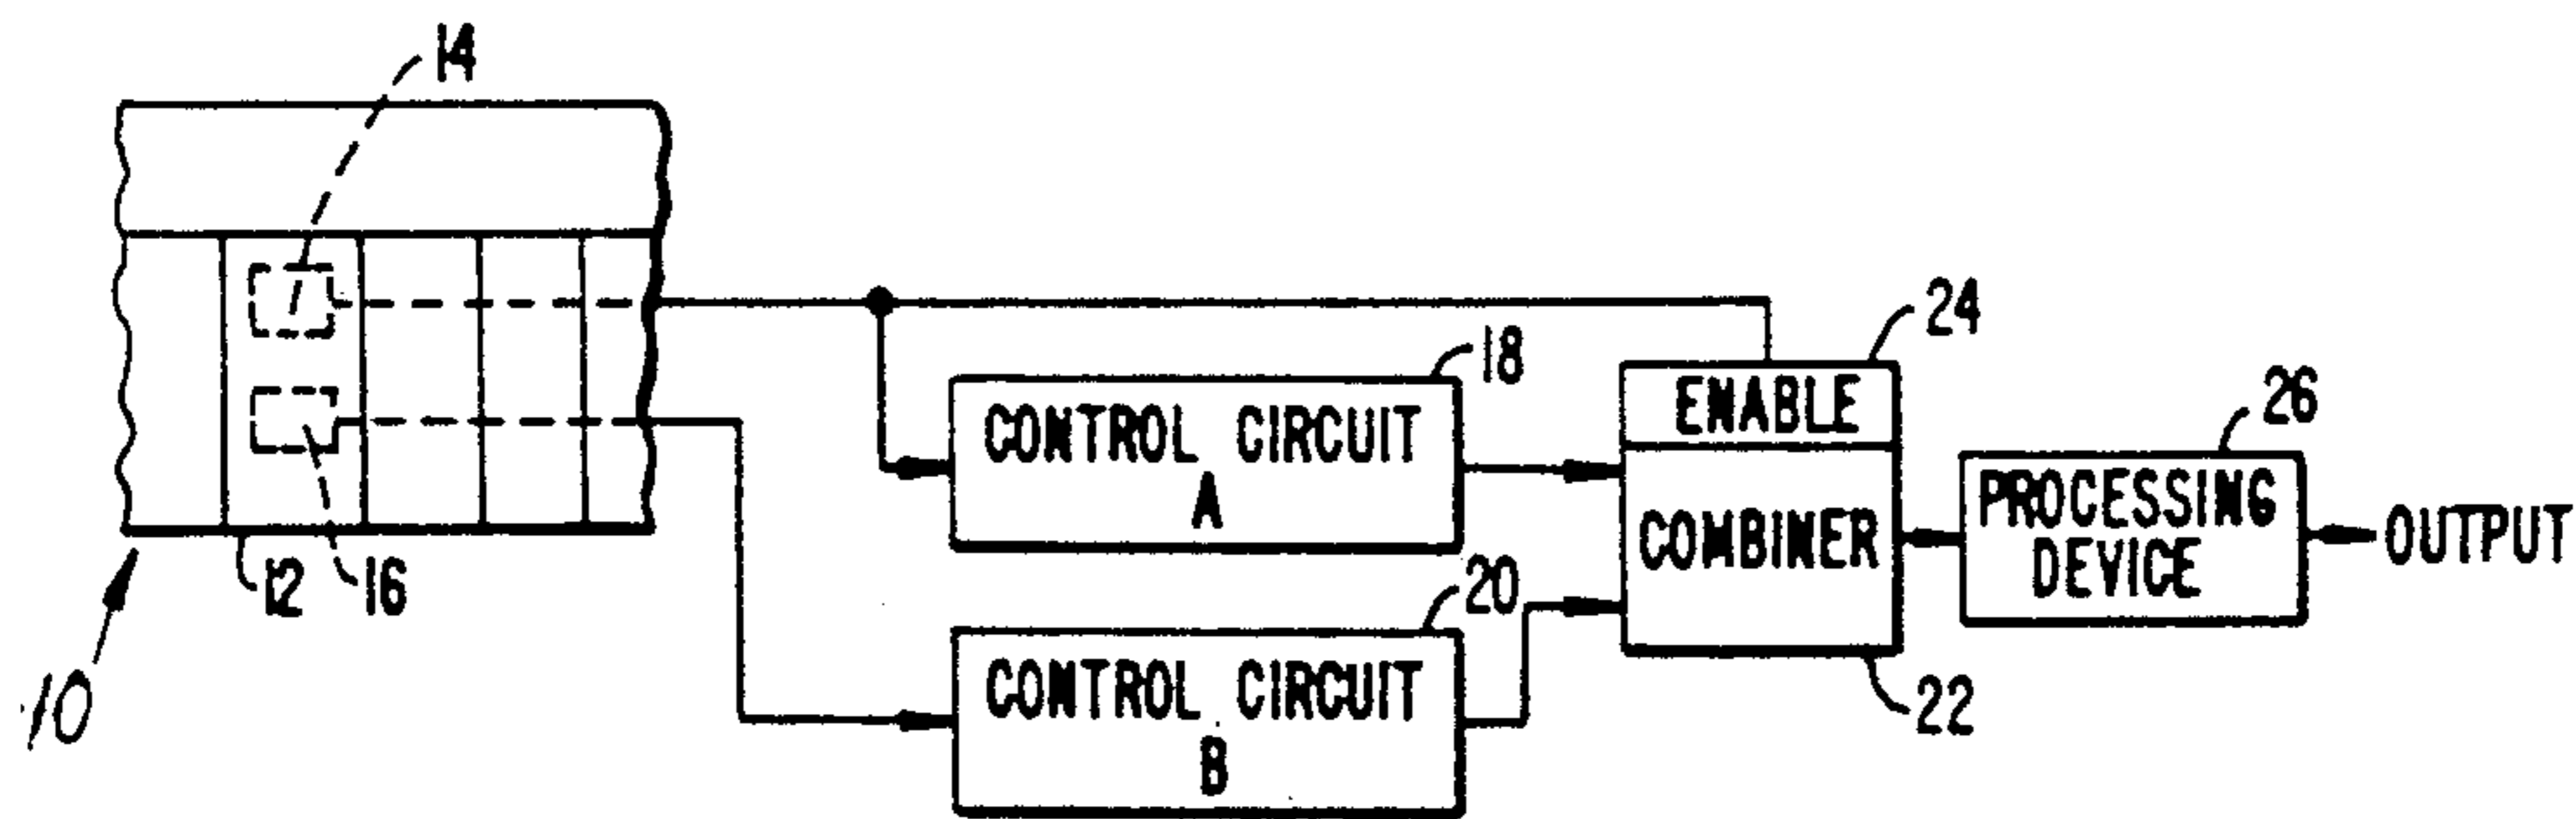 14
24
18
ENABLE
26
CONTROL CIRCUIT
A
PROCESSING
DEVICE
COMBINER
OUTPUT
12
16
20
10
CONTROL CIRCUIT
B
22